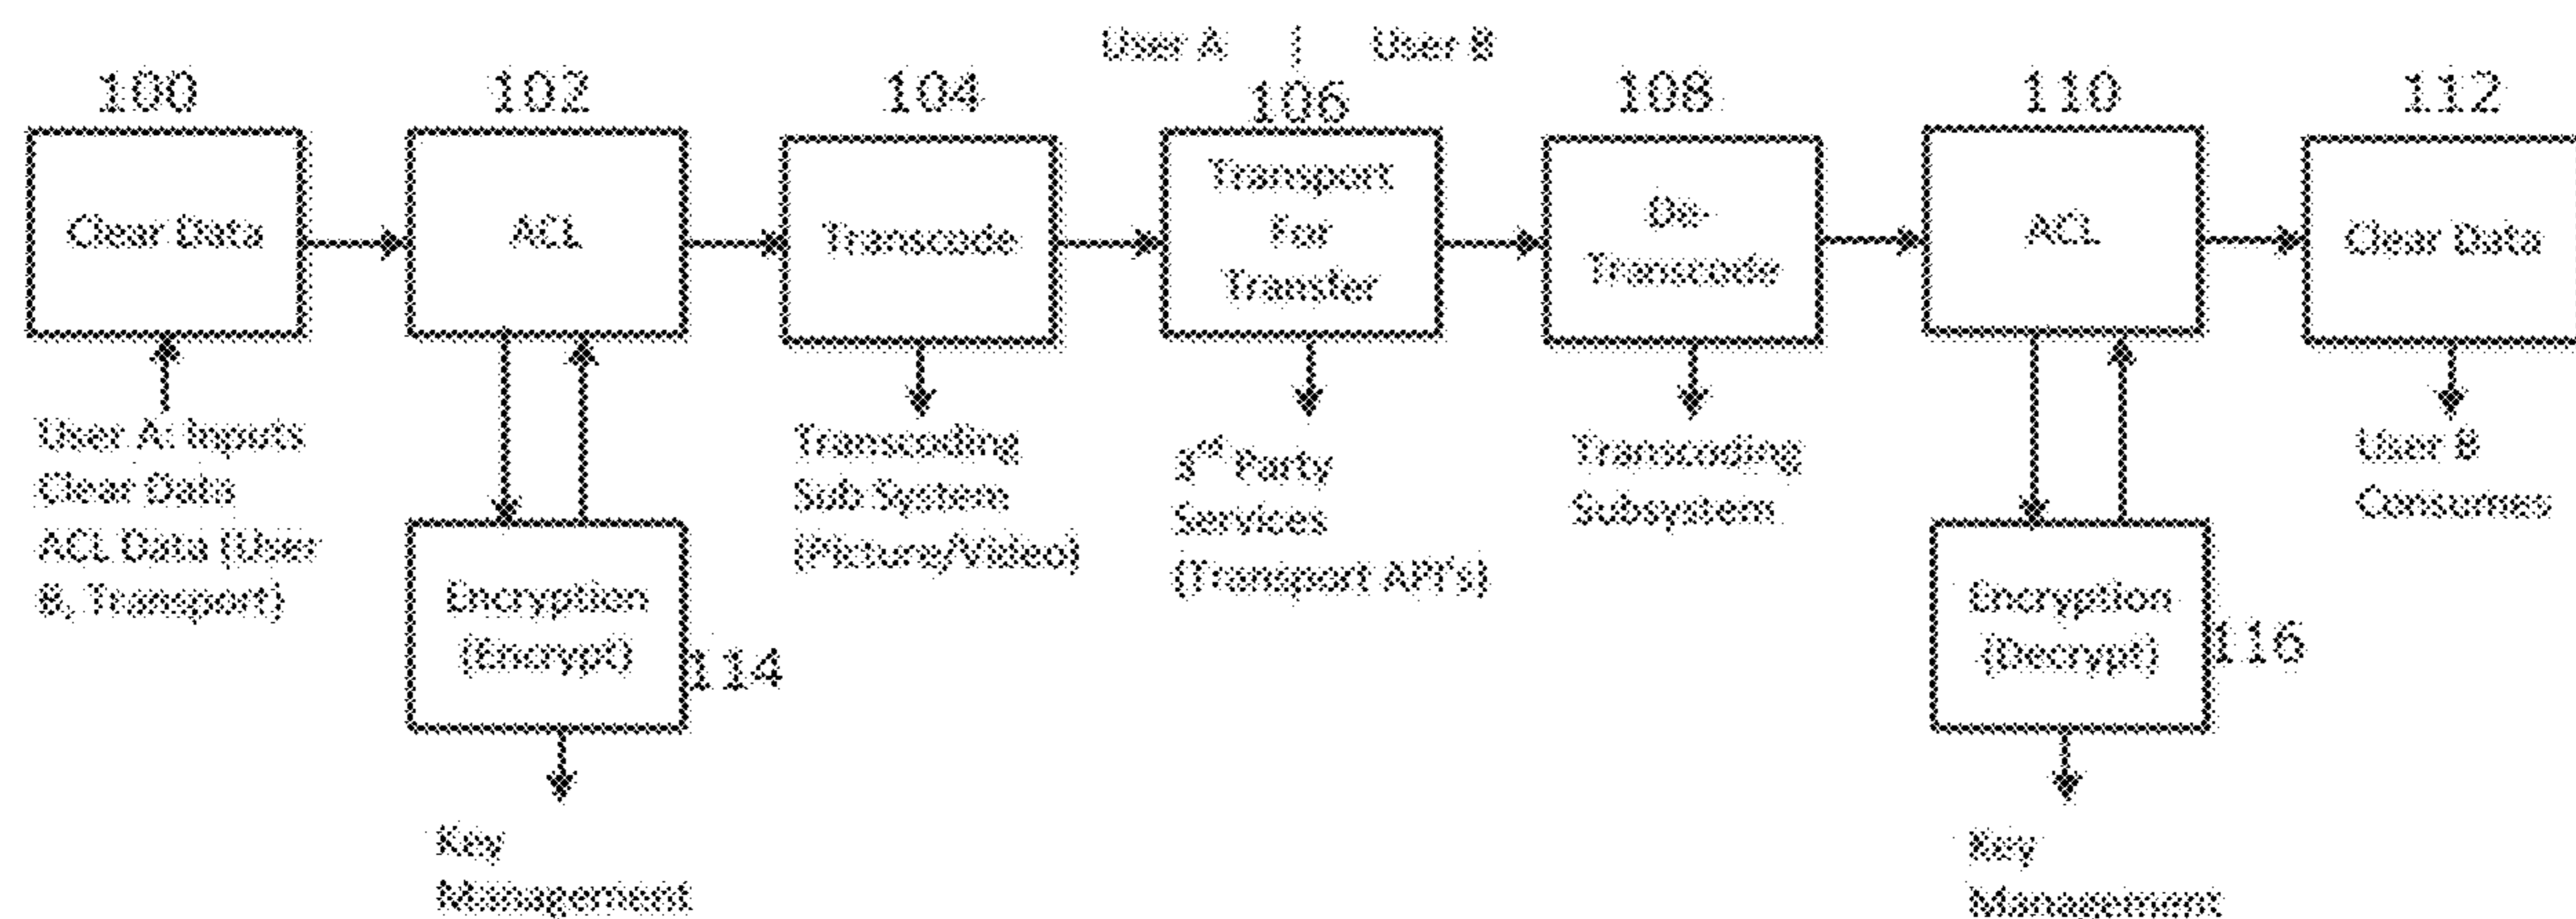 User A
User B
100
102
104
106
108
110
112
Clear Data
ACL
Transcode
Transport
For
Transfer
De-
Transcode
ACL
Clear Data
User A: Inputs
Clear Data
ACL Data (User
B, Transport)
Transcoding
Sub System
(Picture/Video)
3rd Party
Services
(Transport API's)
Transcoding
Subsystem
User B
Consumes
Encryption
(Encrypt)
114
Encryption
(Decrypt)
116
Key
Management
Key
Management